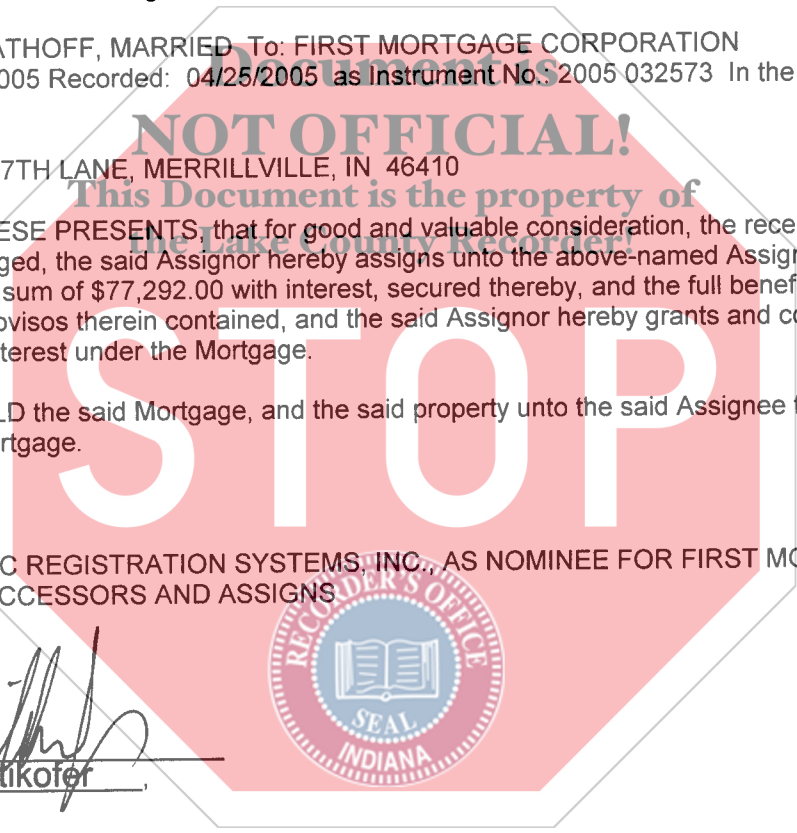 ATHOFF, MARRIED To: FIRST MORTGAGE CORPORATION
Document is
005 Recorded: 04/25/2005 as Instrument No.: 2005 032573 In the
NOT OFFICIAL!
7TH LANE, MERRILLVILLE, IN 46410
This Document is the property of
ESE PRESENTS, that for good and valuable consideration, the rece
the Lake County Recorder!
ged, the said Assignor hereby assigns unto the above-named Assign
sum of $77,292.00 with interest, secured thereby, and the full benef
ovisos therein contained, and the said Assignor hereby grants and co
terest under the Mortgage.
STOP
LD the said Mortgage, and the said property unto the said Assignee f
rtgage.
C REGISTRATION SYSTEMS, INC., AS NOMINEE FOR FIRST MO
CCESSORS AND ASSIGNS
RECORDER'S OFFICE
SEAL
INDIANA
tikofer